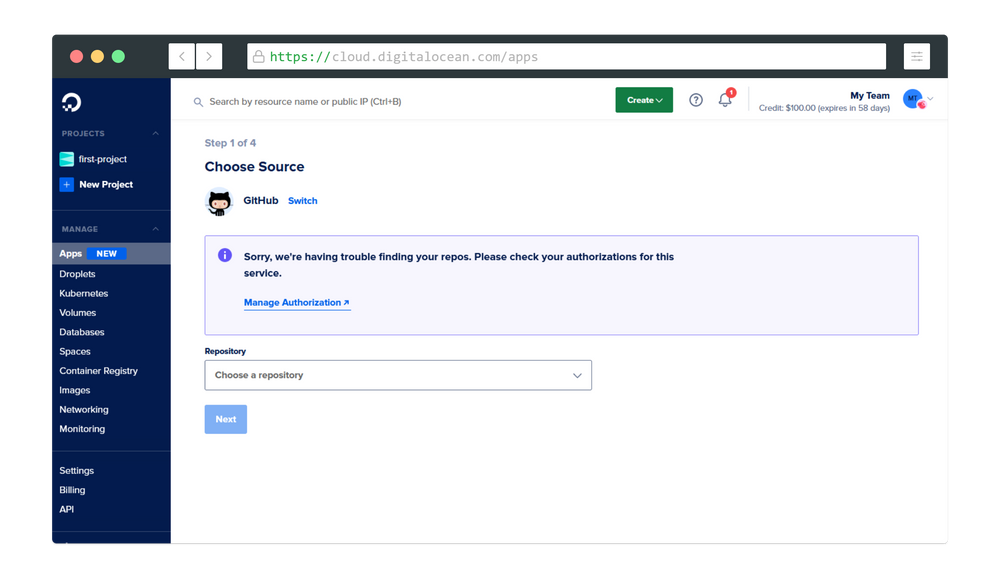 https://cloud.digitalocean.com/apps
Search by resource name or public IP (Ctrl+B)
Create
1
My Team
Credit: $100.00 (expires in 58 days)
MT
PROJECTS
first-project
+ New Project
MANAGE
Apps NEW
Droplets
Kubernetes
Volumes
Databases
Spaces
Container Registry
Images
Networking
Monitoring
Settings
Billing
API
Step 1 of 4
Choose Source
GitHub Switch
Sorry, we're having trouble finding your repos. Please check your authorizations for this
service.
Manage Authorization
Repository
Choose a repository
Next